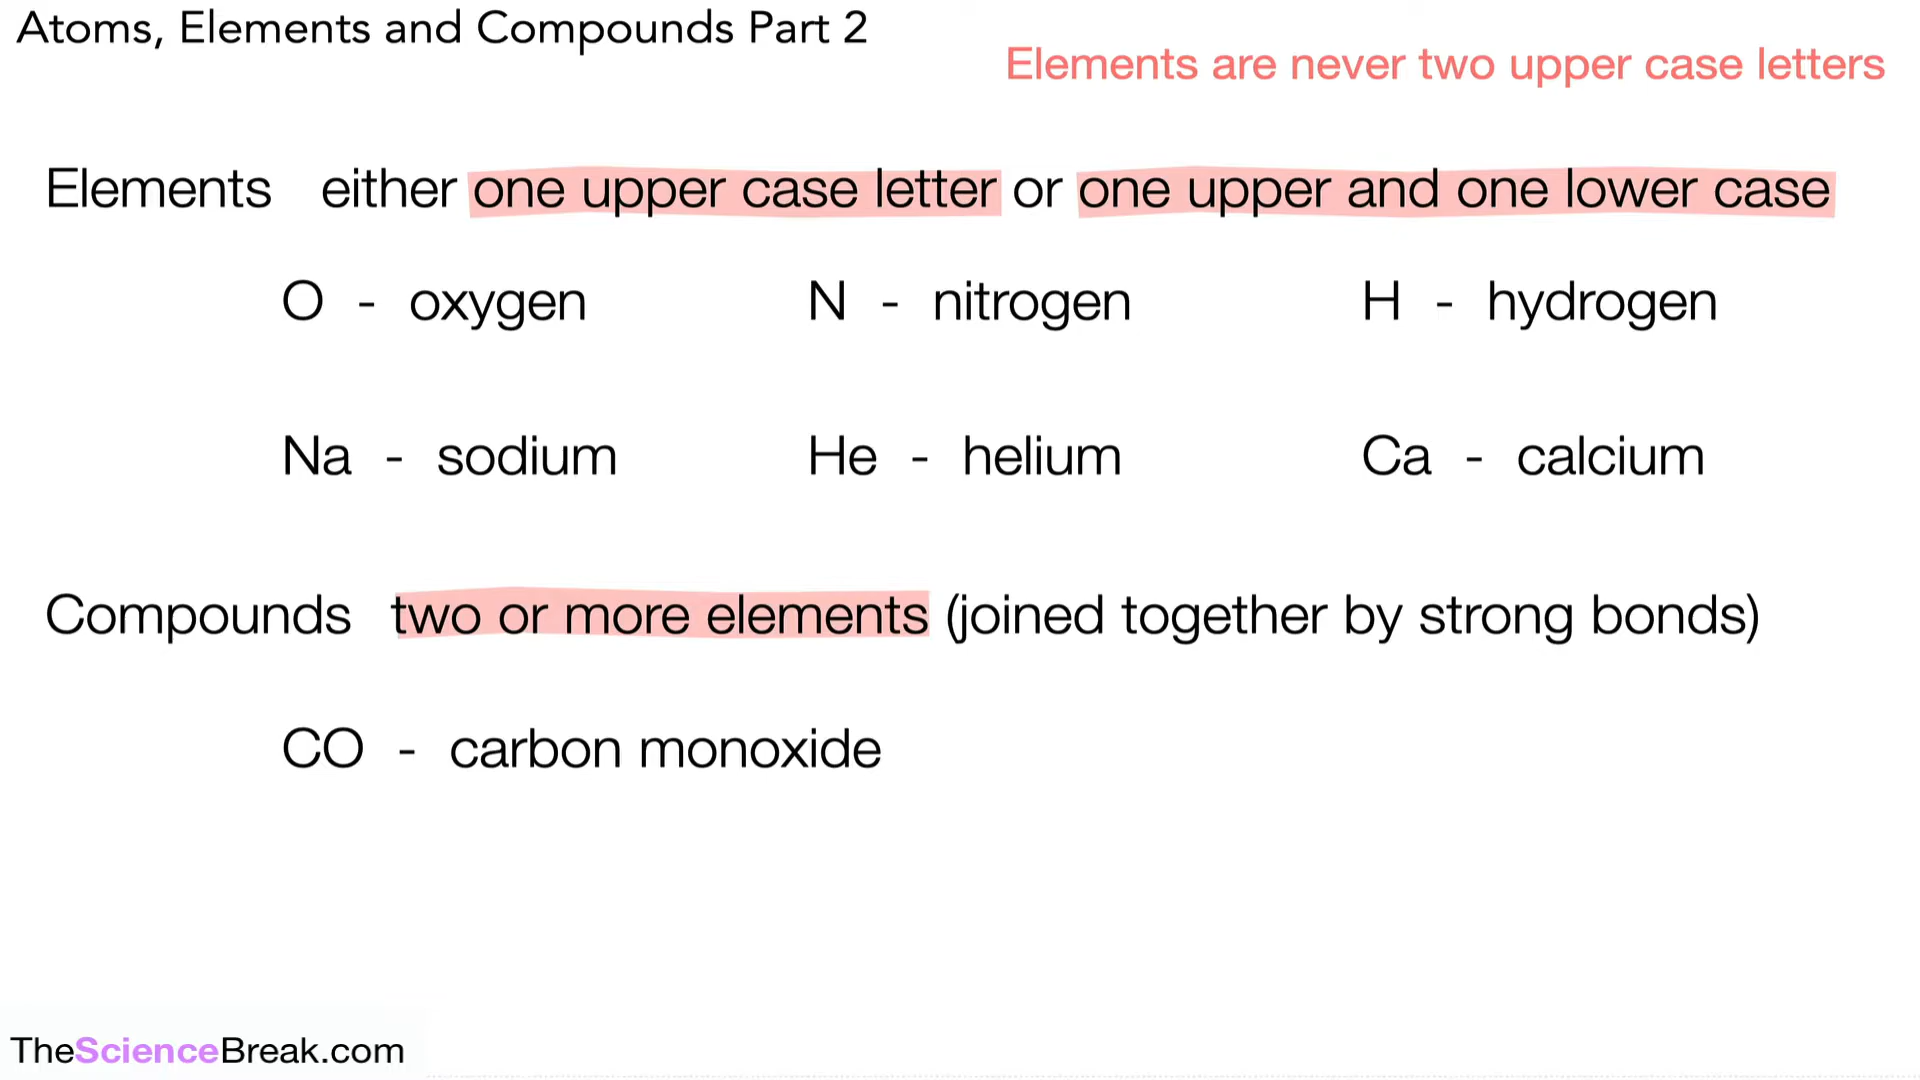 Atoms, Elements and Compounds Part 2
Elements are never two upper case letters
Elements either one upper case letter or one upper and one lower case
O - oxygen N - nitrogen H - hydrogen
Na - sodium He - helium Ca - calcium
Compounds two or more elements (joined together by strong bonds)
CO - carbon monoxide
TheScienceBreak.com